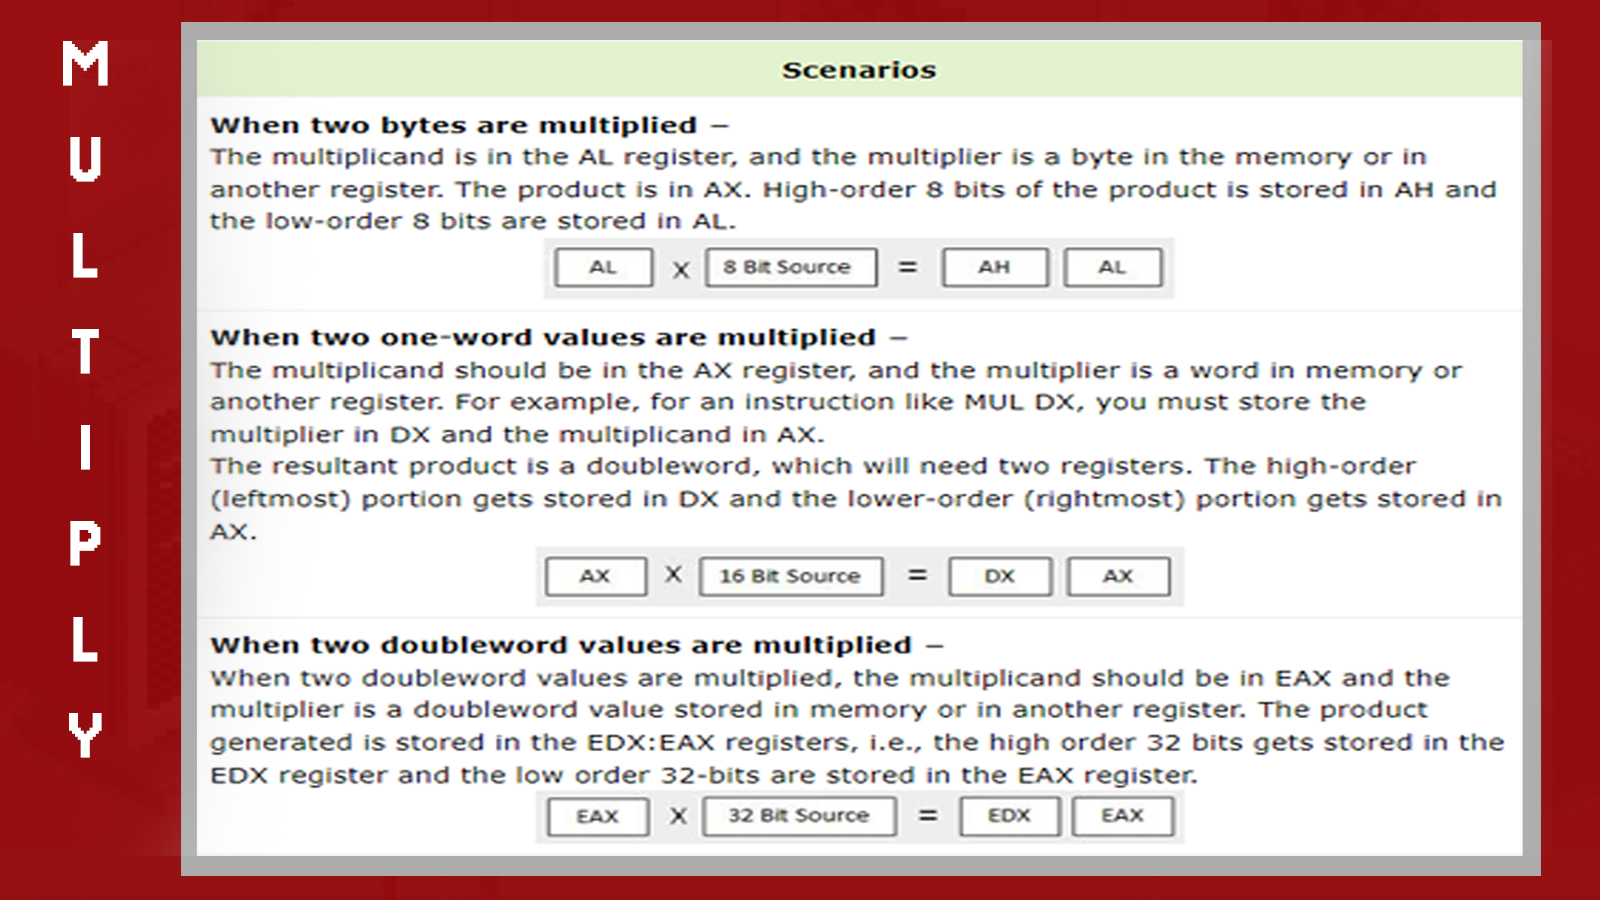 MULTIPLY
Scenarios
When two bytes are multiplied –
The multiplicand is in the AL register, and the multiplier is a byte in the memory or in
another register. The product is in AX. High-order 8 bits of the product is stored in AH and
the low-order 8 bits are stored in AL.
AL X 8 Bit Source = AH AL
When two one-word values are multiplied –
The multiplicand should be in the AX register, and the multiplier is a word in memory or
another register. For example, for an instruction like MUL DX, you must store the
multiplier in DX and the multiplicand in AX.
The resultant product is a doubleword, which will need two registers. The high-order
(leftmost) portion gets stored in DX and the lower-order (rightmost) portion gets stored in
AX.
AX X 16 Bit Source = DX AX
When two doubleword values are multiplied –
When two doubleword values are multiplied, the multiplicand should be in EAX and the
multiplier is a doubleword value stored in memory or in another register. The product
generated is stored in the EDX:EAX registers, i.e., the high order 32 bits gets stored in the
EDX register and the low order 32-bits are stored in the EAX register.
EAX X 32 Bit Source = EDX EAX